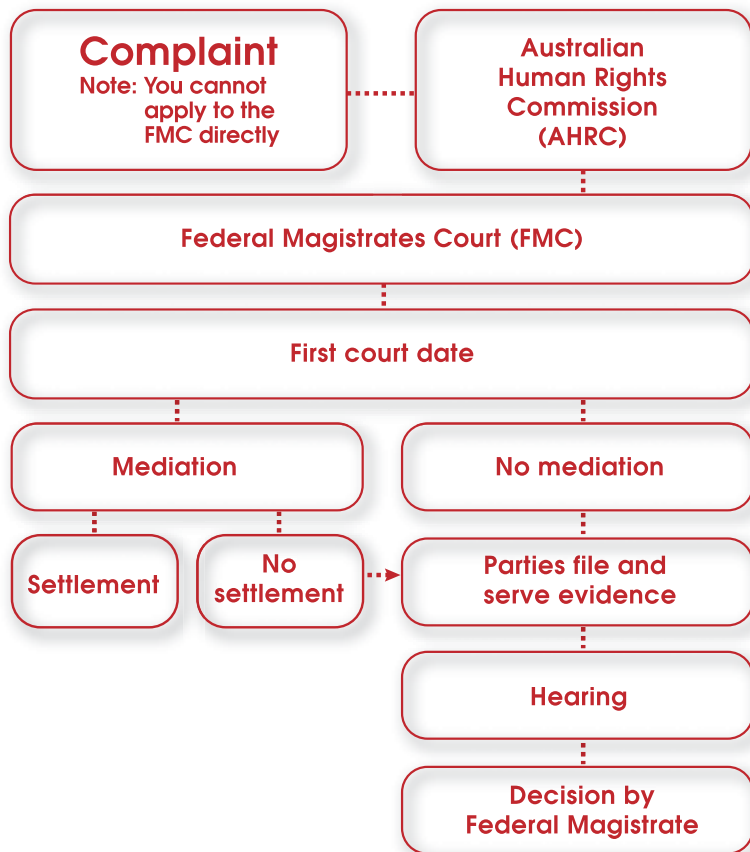 Complaint
Note: You cannot
apply to the
FMC directly
Australian
Human Rights
Commission
(AHRC)
Federal Magistrates Court (FMC)
First court date
Mediation
No mediation
Settlement
No
settlement
Parties file and
serve evidence
Hearing
Decision by
Federal Magistrate